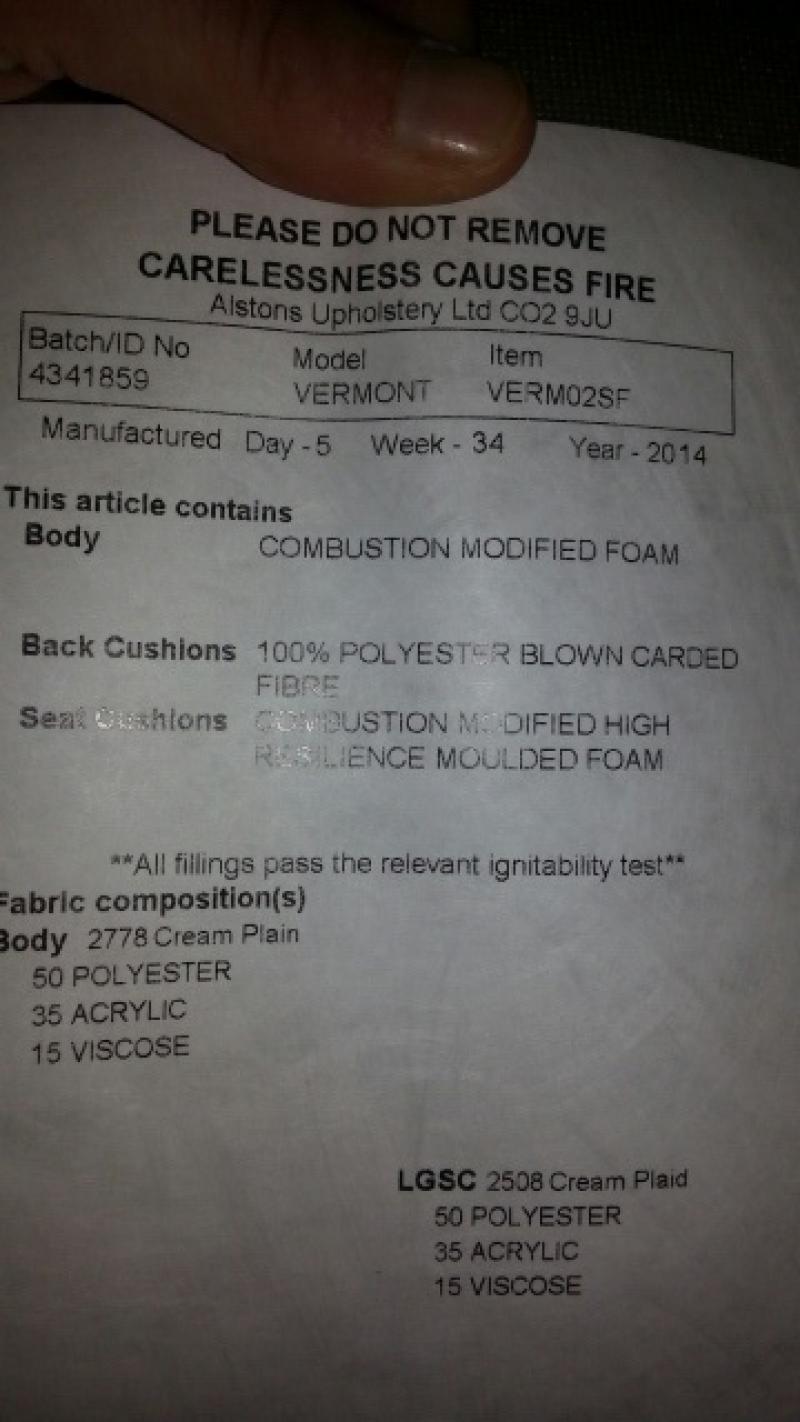 PLEASE DO NOT REMOVE
CARELESSNESS CAUSES FIRE
Alstons Upholstery Ltd CO2 9JU
Batch/ID No Model Item
4341859 VERMONT VERM02SF
Manufactured Day - 5 Week - 34 Year - 2014
This article contains
Body COMBUSTION MODIFIED FOAM
Back Cushions 100% POLYESTER BLOWN CARDED
FIBRE
Seat Cushions COMBUSTION MODIFIED HIGH
RESILIENCE MOULDED FOAM
**All fillings pass the relevant ignitability test**
Fabric composition(s)
Body 2778 Cream Plain
50 POLYESTER
35 ACRYLIC
15 VISCOSE
LGSC 2508 Cream Plaid
50 POLYESTER
35 ACRYLIC
15 VISCOSE